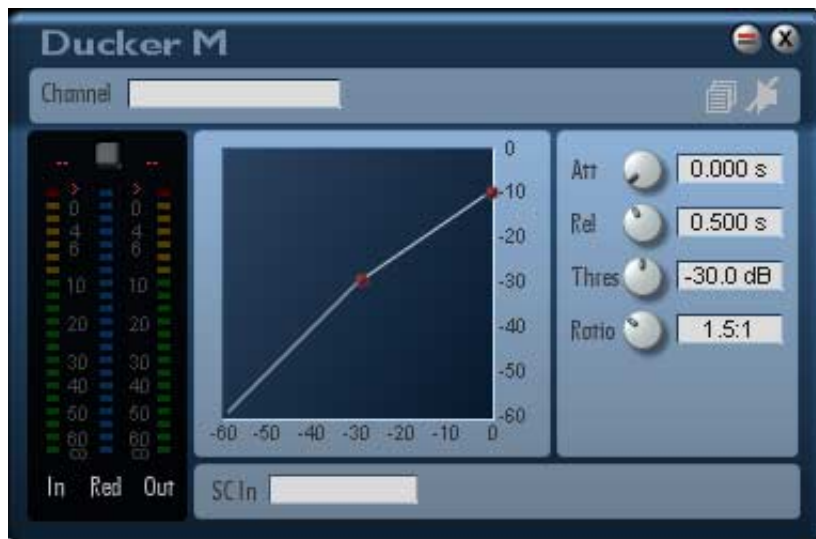 Ducker M
X
Channel
-- --
> >
0 0
4 4
6 6
10 10
20 20
30 30
40 40
50 50
60 60
∞ ∞
In Red Out
0
-10
-20
-30
-40
-50
-60
-60 -50 -40 -30 -20 -10 0
Att 0.000 s
Rel 0.500 s
Thres -30.0 dB
Ratio 1.5:1
SC In